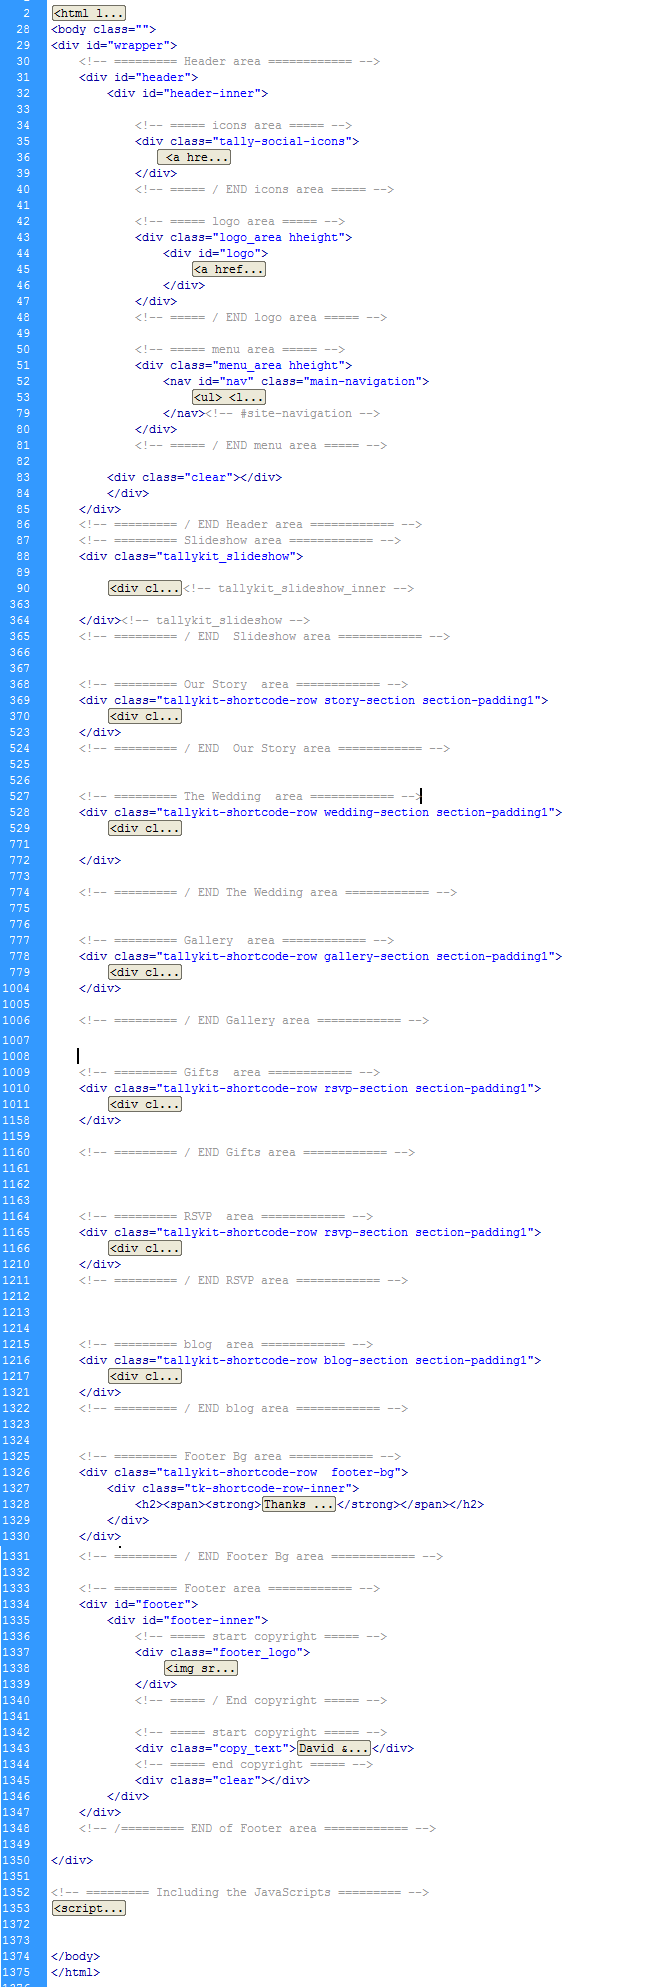 2 <html l...
28 <body class="">
29 <div id="wrapper">
30 <!-- ========= Header area ============ -->
31 <div id="header">
32 <div id="header-inner">
33
34 <!-- ===== icons area ===== -->
35 <div class="tally-social-icons">
36 <a hre...
39 </div>
40 <!-- ===== / END icons area ===== -->
41
42 <!-- ===== logo area ===== -->
43 <div class="logo_area hheight">
44 <div id="logo">
45 <a href...
46 </div>
47 </div>
48 <!-- ===== / END logo area ===== -->
49
50 <!-- ===== menu area ===== -->
51 <div class="menu_area hheight">
52 <nav id="nav" class="main-navigation">
53 <ul> <l...
79 </nav><!-- #site-navigation -->
80 </div>
81 <!-- ===== / END menu area ===== -->
82
83 <div class="clear"></div>
84 </div>
85 </div>
86 <!-- ========= / END Header area ============ -->
87 <!-- ========= Slideshow area ============ -->
88 <div class="tallykit_slideshow">
89
90 <div cl...<!-- tallykit_slideshow_inner -->
363
364 </div><!-- tallykit_slideshow -->
365 <!-- ========= / END  Slideshow area ============ -->
366
367
368 <!-- ========= Our Story  area ============ -->
369 <div class="tallykit-shortcode-row story-section section-padding1">
370 <div cl...
523 </div>
524 <!-- ========= / END  Our Story area ============ -->
525
526
527 <!-- ========= The Wedding  area ============ -->
528 <div class="tallykit-shortcode-row wedding-section section-padding1">
529 <div cl...
771
772 </div>
773
774 <!-- ========= / END The Wedding area ============ -->
775
776
777 <!-- ========= Gallery  area ============ -->
778 <div class="tallykit-shortcode-row gallery-section section-padding1">
779 <div cl...
1004 </div>
1005
1006 <!-- ========= / END Gallery area ============ -->
1007
1008
1009 <!-- ========= Gifts  area ============ -->
1010 <div class="tallykit-shortcode-row rsvp-section section-padding1">
1011 <div cl...
1158 </div>
1159
1160 <!-- ========= / END Gifts area ============ -->
1161
1162
1163
1164 <!-- ========= RSVP  area ============ -->
1165 <div class="tallykit-shortcode-row rsvp-section section-padding1">
1166 <div cl...
1210 </div>
1211 <!-- ========= / END RSVP area ============ -->
1212
1213
1214
1215 <!-- ========= blog  area ============ -->
1216 <div class="tallykit-shortcode-row blog-section section-padding1">
1217 <div cl...
1321 </div>
1322 <!-- ========= / END blog area ============ -->
1323
1324
1325 <!-- ========= Footer Bg area ============ -->
1326 <div class="tallykit-shortcode-row  footer-bg">
1327 <div class="tk-shortcode-row-inner">
1328 <h2><span><strong>Thanks ...</strong></span></h2>
1329 </div>
1330 </div>
1331 <!-- ========= / END Footer Bg area ============ -->
1332
1333 <!-- ========= Footer area ============ -->
1334 <div id="footer">
1335 <div id="footer-inner">
1336 <!-- ===== start copyright ===== -->
1337 <div class="footer_logo">
1338 <img sr...
1339 </div>
1340 <!-- ===== / End copyright ===== -->
1341
1342 <!-- ===== start copyright ===== -->
1343 <div class="copy_text">David &...</div>
1344 <!-- ===== end copyright ===== -->
1345 <div class="clear"></div>
1346 </div>
1347 </div>
1348 <!-- /========= END of Footer area ============ -->
1349
1350 </div>
1351
1352 <!-- ========= Including the JavaScripts ========= -->
1353 <script...
1372
1373
1374 </body>
1375 </html>